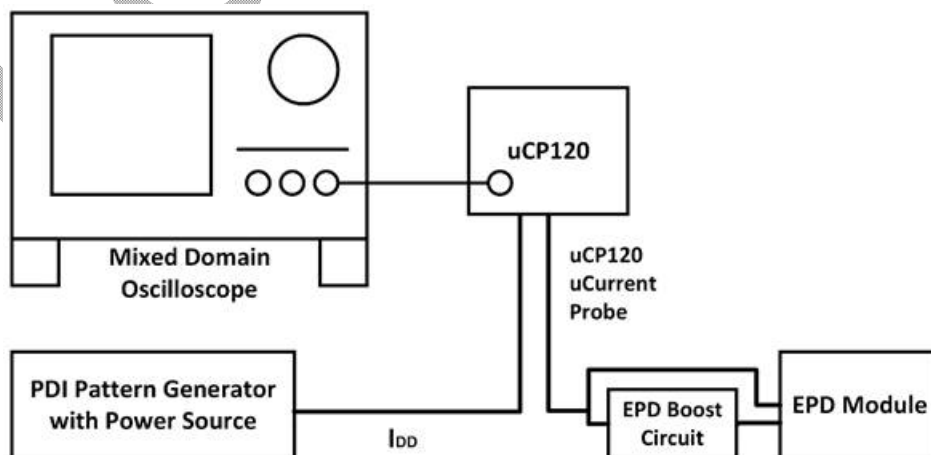 uCP120
Mixed Domain
Oscilloscope
uCP120
uCurrent
Probe
PDI Pattern Generator
with Power Source
IDD
EPD Boost
Circuit
EPD Module